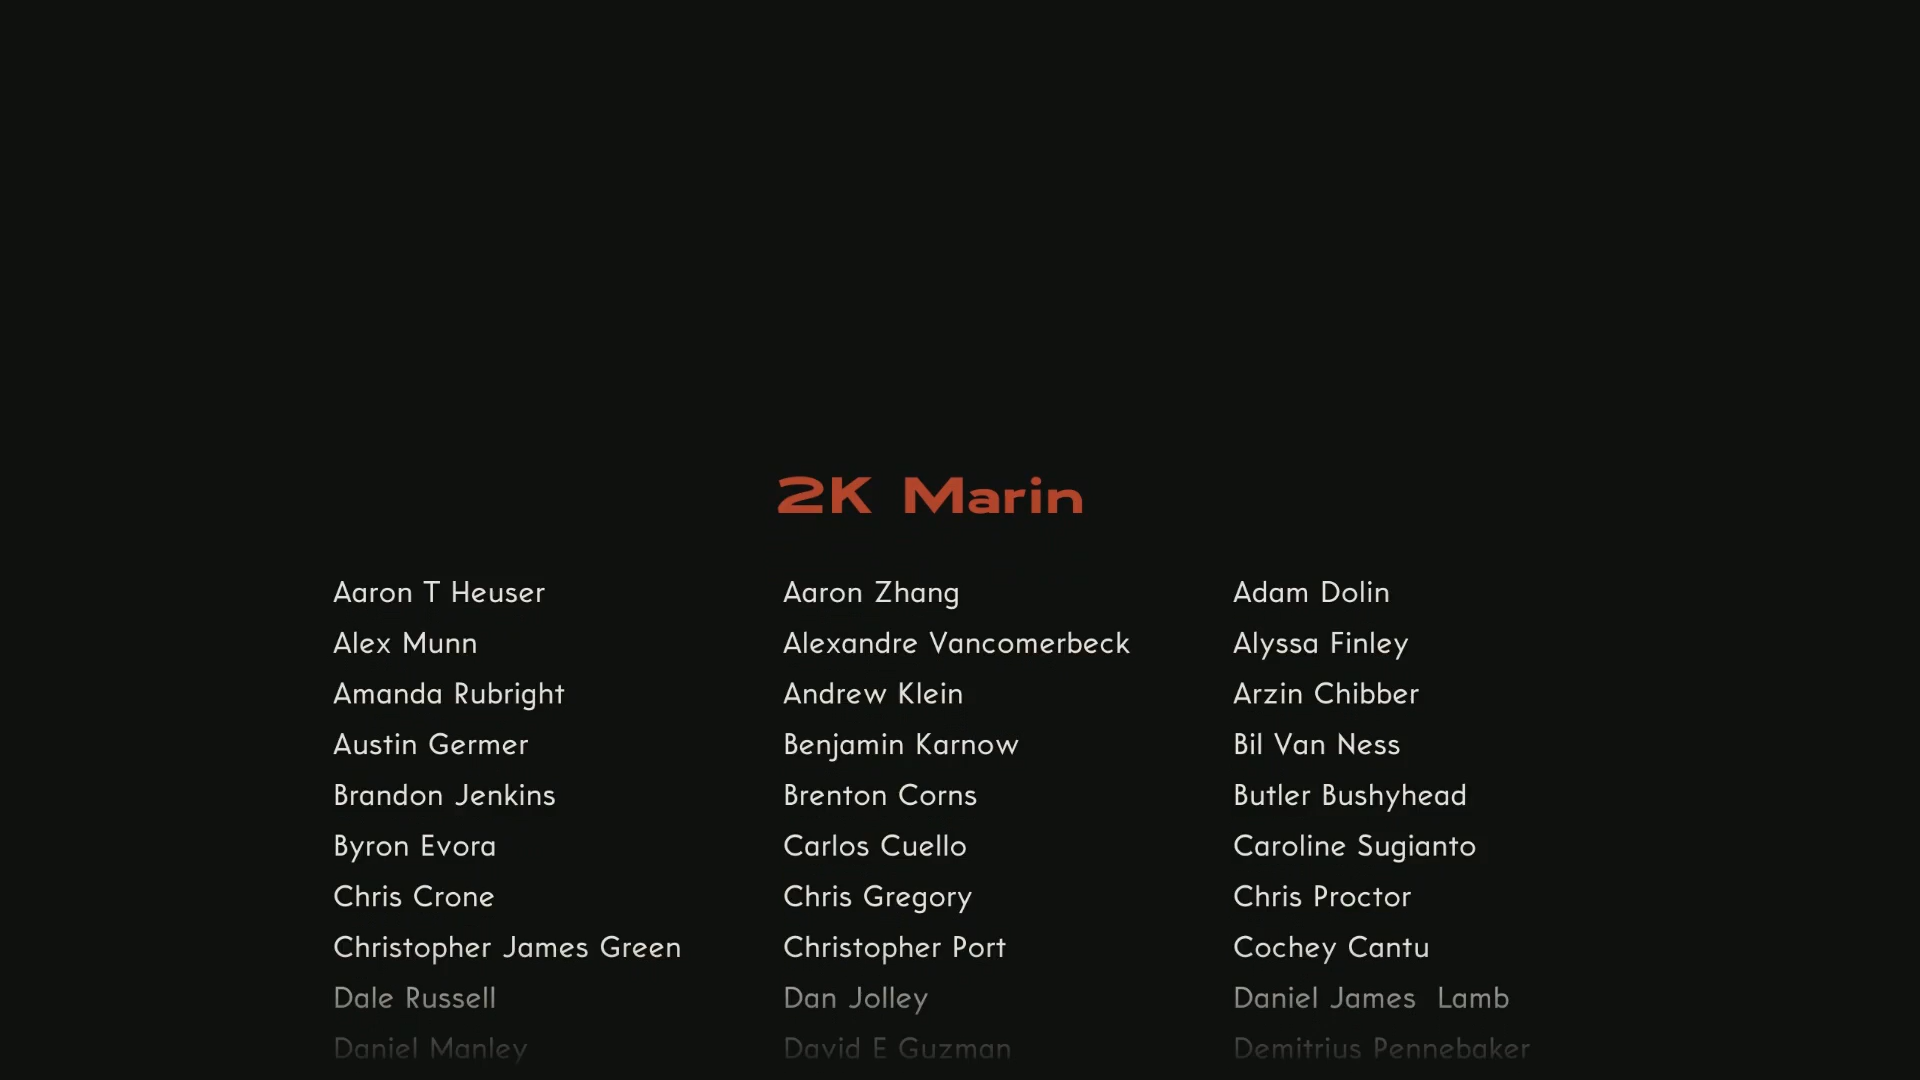 2K Marin
Aaron T Heuser Aaron Zhang Adam Dolin
Alex Munn Alexandre Vancomerbeck Alyssa Finley
Amanda Rubright Andrew Klein Arzin Chibber
Austin Germer Benjamin Karnow Bil Van Ness
Brandon Jenkins Brenton Corns Butler Bushyhead
Byron Evora Carlos Cuello Caroline Sugianto
Chris Crone Chris Gregory Chris Proctor
Christopher James Green Christopher Port Cochey Cantu
Dale Russell Dan Jolley Daniel James  Lamb
Daniel Manley David E Guzman Demitrius Pennebaker